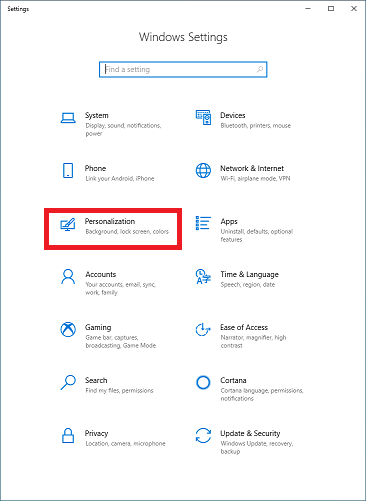 Settings
Windows Settings
Find a setting
System
Display, sound, notifications,
power
Devices
Bluetooth, printers, mouse
Phone
Link your Android, iPhone
Network & Internet
Wi-Fi, airplane mode, VPN
Personalization
Background, lock screen, colors
Apps
Uninstall, defaults, optional
features
Accounts
Your accounts, email, sync,
work, family
Time & Language
Speech, region, date
Gaming
Game bar, captures,
broadcasting, Game Mode
Ease of Access
Narrator, magnifier, high
contrast
Search
Find my files, permissions
Cortana
Cortana language, permissions,
notifications
Privacy
Location, camera, microphone
Update & Security
Windows Update, recovery,
backup